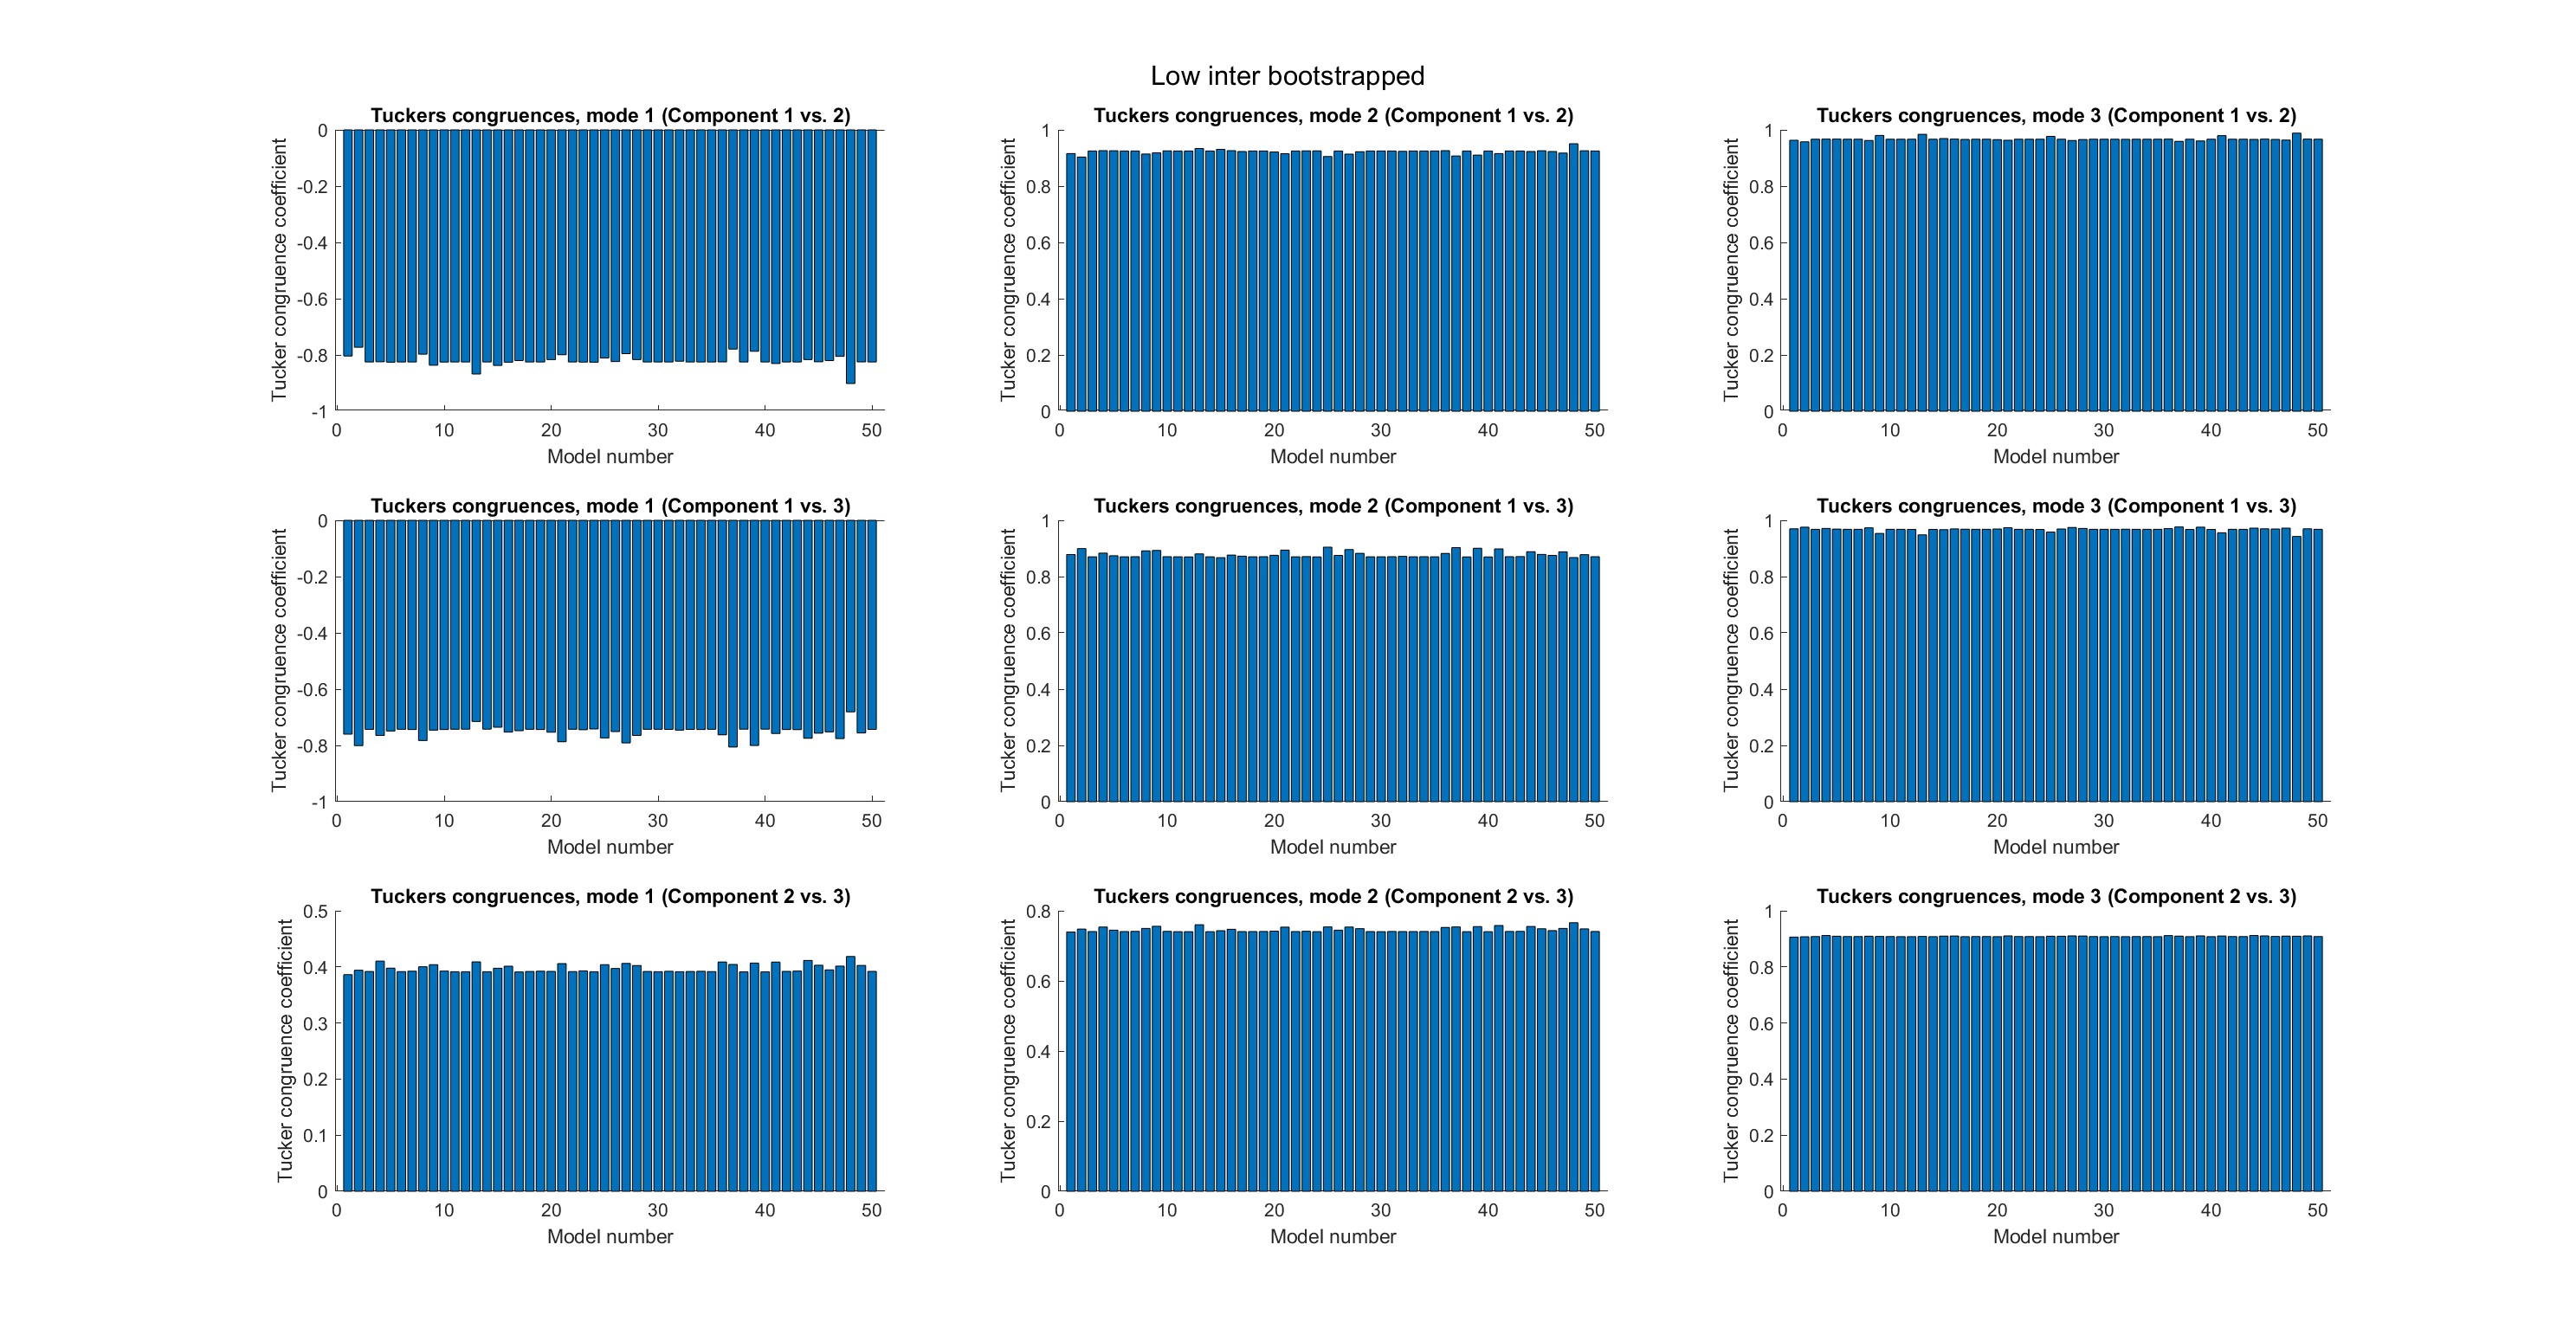 Low inter bootstrapped
Tuckers congruences, mode 1 (Component 1 vs. 2)
Tucker congruence coefficient
0
-0.2
-0.4
-0.6
-0.8
-1
0 10 20 30 40 50
Model number
Tuckers congruences, mode 2 (Component 1 vs. 2)
Tucker congruence coefficient
1
0.8
0.6
0.4
0.2
0
0 10 20 30 40 50
Model number
Tuckers congruences, mode 3 (Component 1 vs. 2)
Tucker congruence coefficient
1
0.8
0.6
0.4
0.2
0
0 10 20 30 40 50
Model number
Tuckers congruences, mode 1 (Component 1 vs. 3)
Tucker congruence coefficient
0
-0.2
-0.4
-0.6
-0.8
-1
0 10 20 30 40 50
Model number
Tuckers congruences, mode 2 (Component 1 vs. 3)
Tucker congruence coefficient
1
0.8
0.6
0.4
0.2
0
0 10 20 30 40 50
Model number
Tuckers congruences, mode 3 (Component 1 vs. 3)
Tucker congruence coefficient
1
0.8
0.6
0.4
0.2
0
0 10 20 30 40 50
Model number
Tuckers congruences, mode 1 (Component 2 vs. 3)
Tucker congruence coefficient
0.5
0.4
0.3
0.2
0.1
0
0 10 20 30 40 50
Model number
Tuckers congruences, mode 2 (Component 2 vs. 3)
Tucker congruence coefficient
0.8
0.6
0.4
0.2
0
0 10 20 30 40 50
Model number
Tuckers congruences, mode 3 (Component 2 vs. 3)
Tucker congruence coefficient
1
0.8
0.6
0.4
0.2
0
0 10 20 30 40 50
Model number